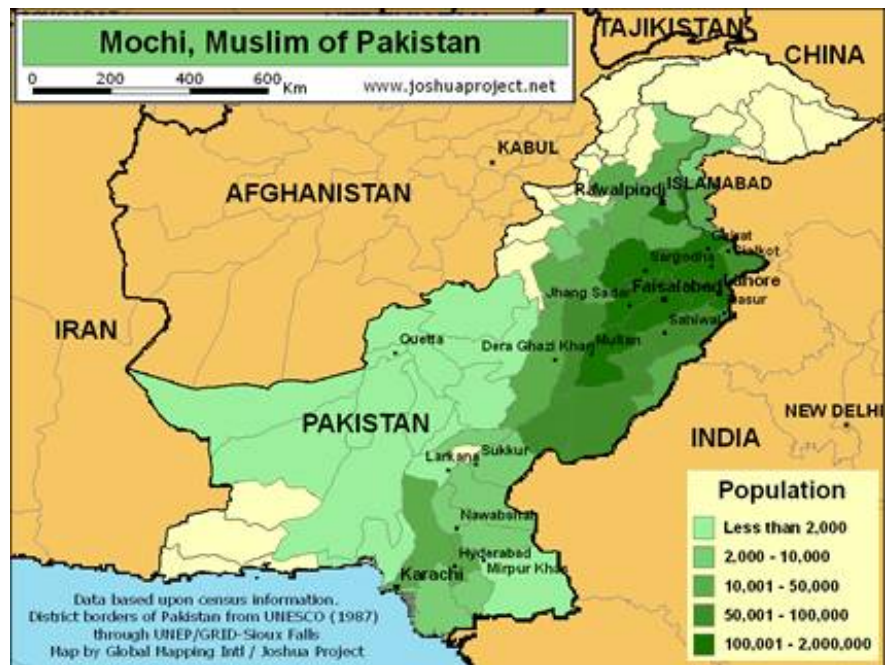 Mochi, Muslim of Pakistan
0 200 400 600 Km
www.joshuaproject.net
TAJIKISTAN
CHINA
KABUL
AFGHANISTAN
Rawalpindi
ISLAMABAD
Gujrat
Sialkot
Sargodha
Lahore
Faisalabad
Jhang Sadar
Kasur
Sahiwal
IRAN
Quetta
Dera Ghazi Khan
Multan
PAKISTAN
NEW DELHI
INDIA
Larkana
Sukkur
Nawabshah
Hyderabad
Mirpur Khas
Karachi
Population
Less than 2,000
2,000 - 10,000
10,001 - 50,000
50,001 - 100,000
100,001 - 2,000,000
Data based upon census information.
District borders of Pakistan from UNESCO (1987)
through UNEP/GRID-Sioux Falls
Map by Global Mapping Intl / Joshua Project